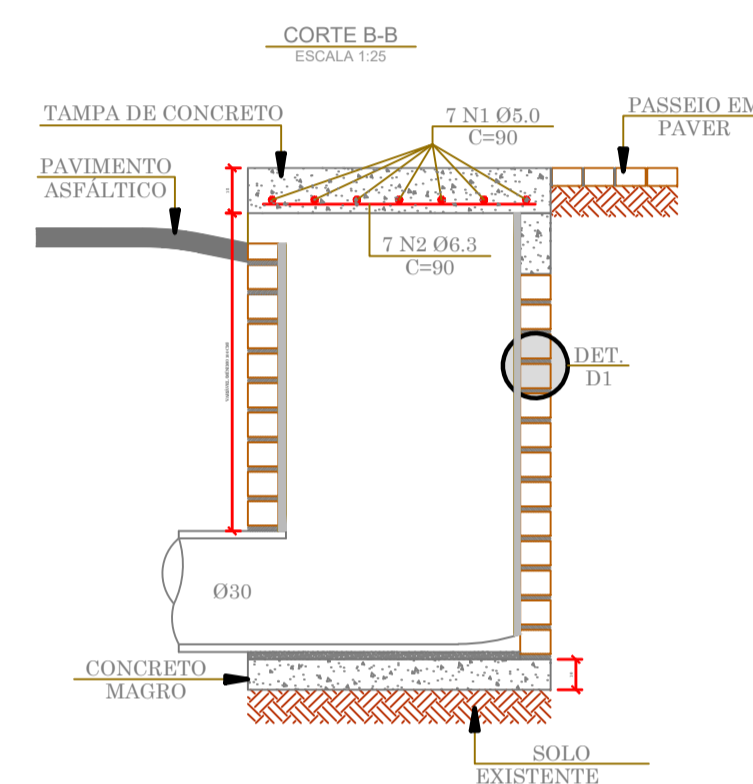 CORTE B-B
ESCALA 1:25
TAMPA DE CONCRETO
7 N1 Ø5.0
C=90
PASSEIO EM
PAVER
PAVIMENTO
ASFÁLTICO
7 N2 Ø6.3
C=90
DET.
D1
Ø30
CONCRETO
MAGRO
SOLO
EXISTENTE